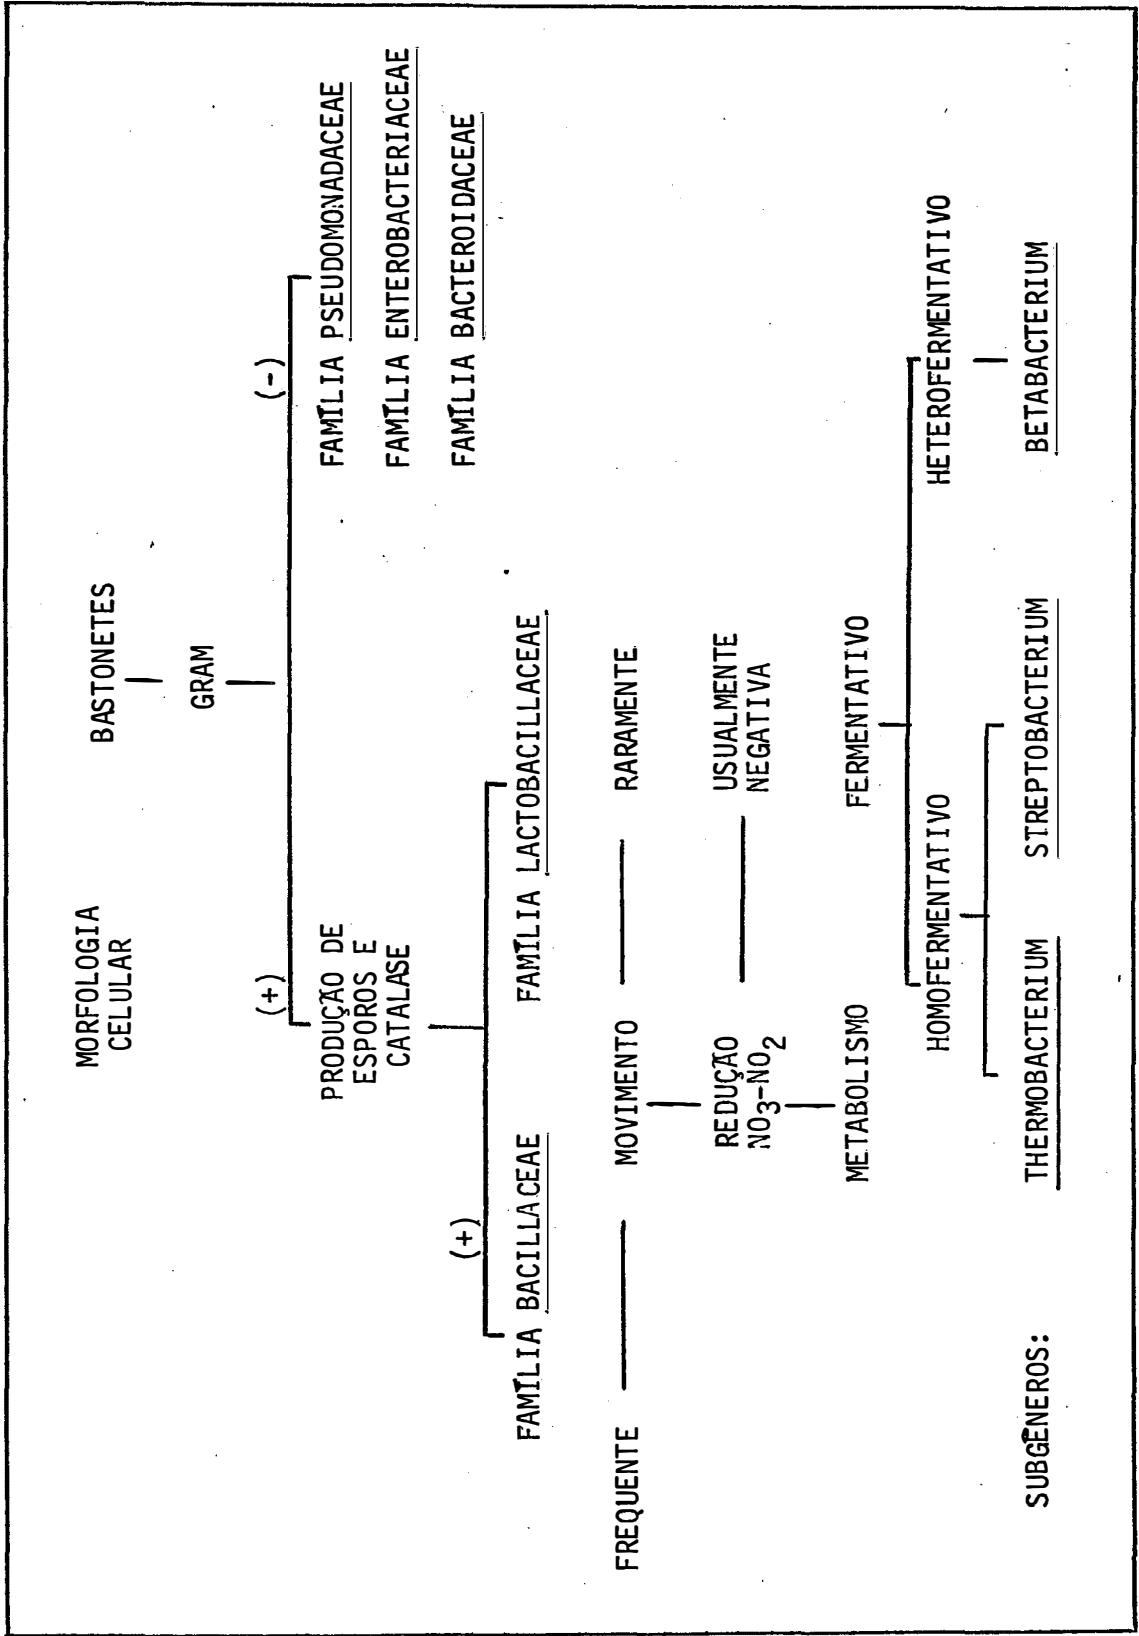 MORFOLOGIA
CELULAR
BASTONETES
GRAM
(+)
(-)
PRODUÇÃO DE
ESPOROS E
CATALASE
FAMÍLIA PSEUDOMONADACEAE
FAMÍLIA ENTEROBACTERIACEAE
FAMÍLIA BACTEROIDACEAE
(+)
FAMÍLIA BACILLACEAE
FAMÍLIA LACTOBACILLACEAE
FREQUENTE
MOVIMENTO
RARAMENTE
REDUÇÃO
NO3-NO2
USUALMENTE
NEGATIVA
METABOLISMO
FERMENTATIVO
HOMOFERMENTATIVO
HETEROFERMENTATIVO
SUBGÊNEROS:
THERMOBACTERIUM
STREPTOBACTERIUM
BETABACTERIUM